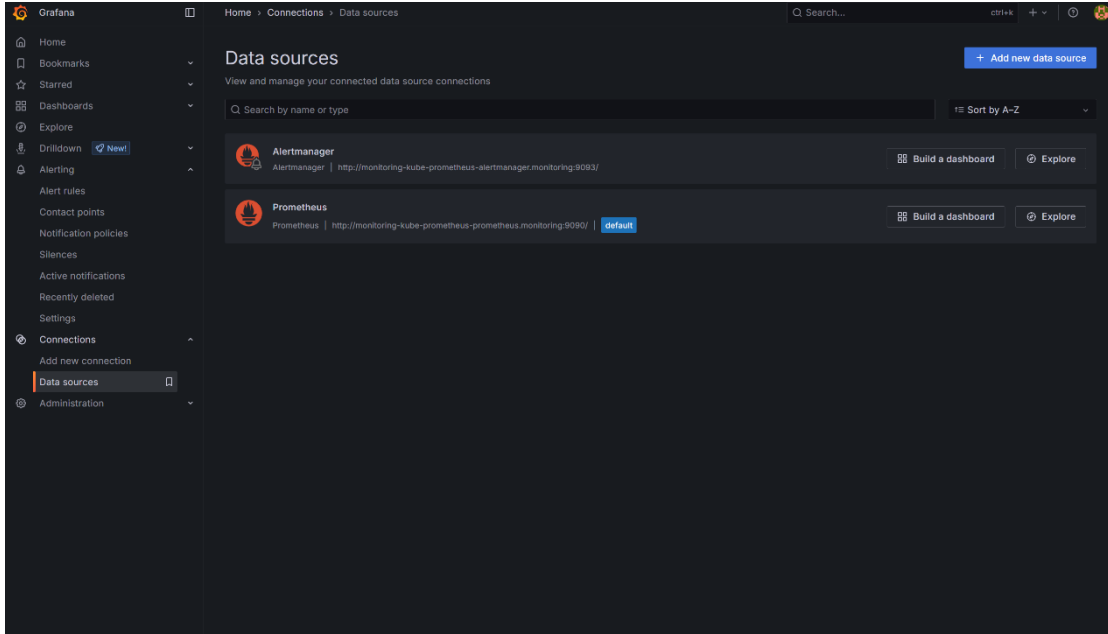 Grafana
Home › Connections › Data sources
Search...
ctrl+k
Home
Bookmarks
Starred
Dashboards
Explore
Drilldown New!
Alerting
Alert rules
Contact points
Notification policies
Silences
Active notifications
Recently deleted
Settings
Connections
Add new connection
Data sources
Administration
Data sources
+ Add new data source
View and manage your connected data source connections
Search by name or type
Sort by A–Z
Alertmanager
Alertmanager | http://monitoring-kube-prometheus-alertmanager.monitoring:9093/
Build a dashboard
Explore
Prometheus
Prometheus | http://monitoring-kube-prometheus-prometheus.monitoring:9090/ | default
Build a dashboard
Explore